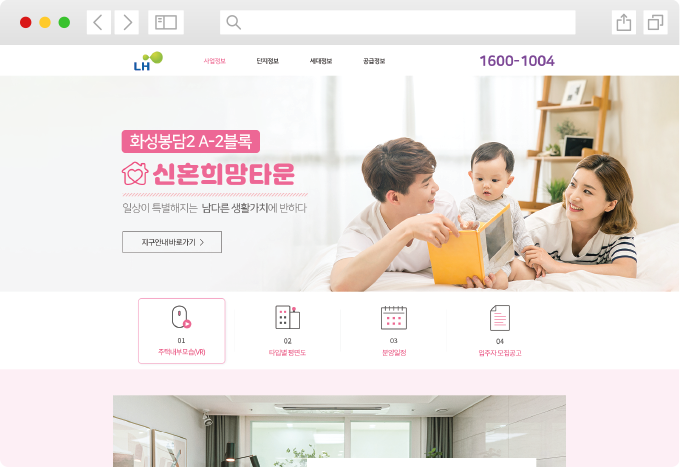 LH
사업정보
단지정보
세대정보
공급정보
1600-1004
화성봉담2 A-2블록
신혼희망타운
일상이 특별해지는 남다른 생활가치에 반하다
지구안내 바로가기
01
주택내부모습(VR)
02
타입별 평면도
03
분양일정
04
입주자 모집공고